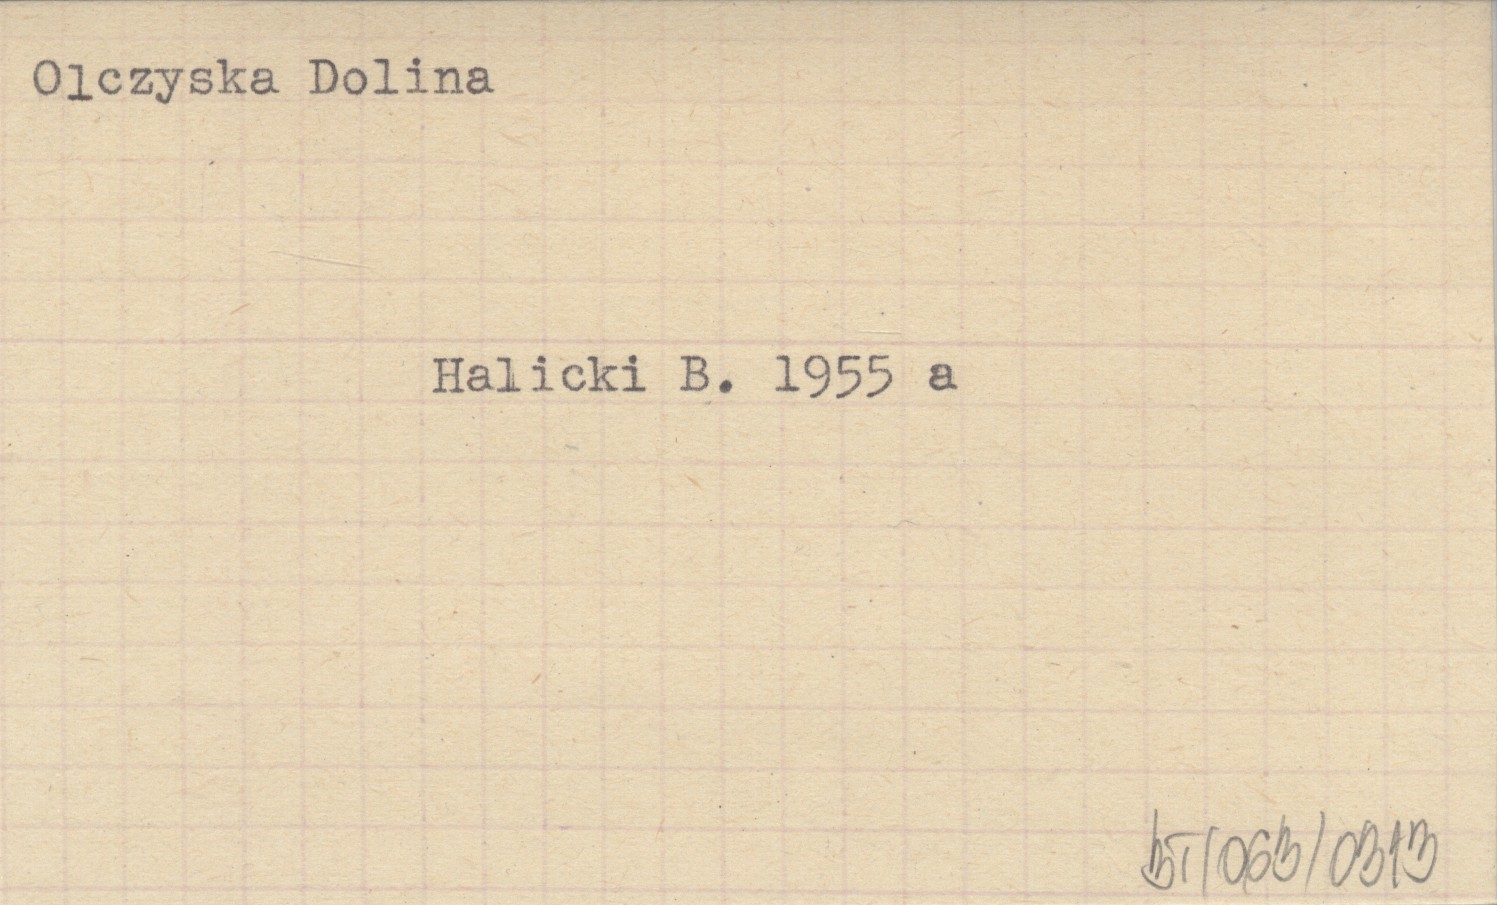 Olczyska Dolina
Halicki B. 1955 a
BT/063/0313